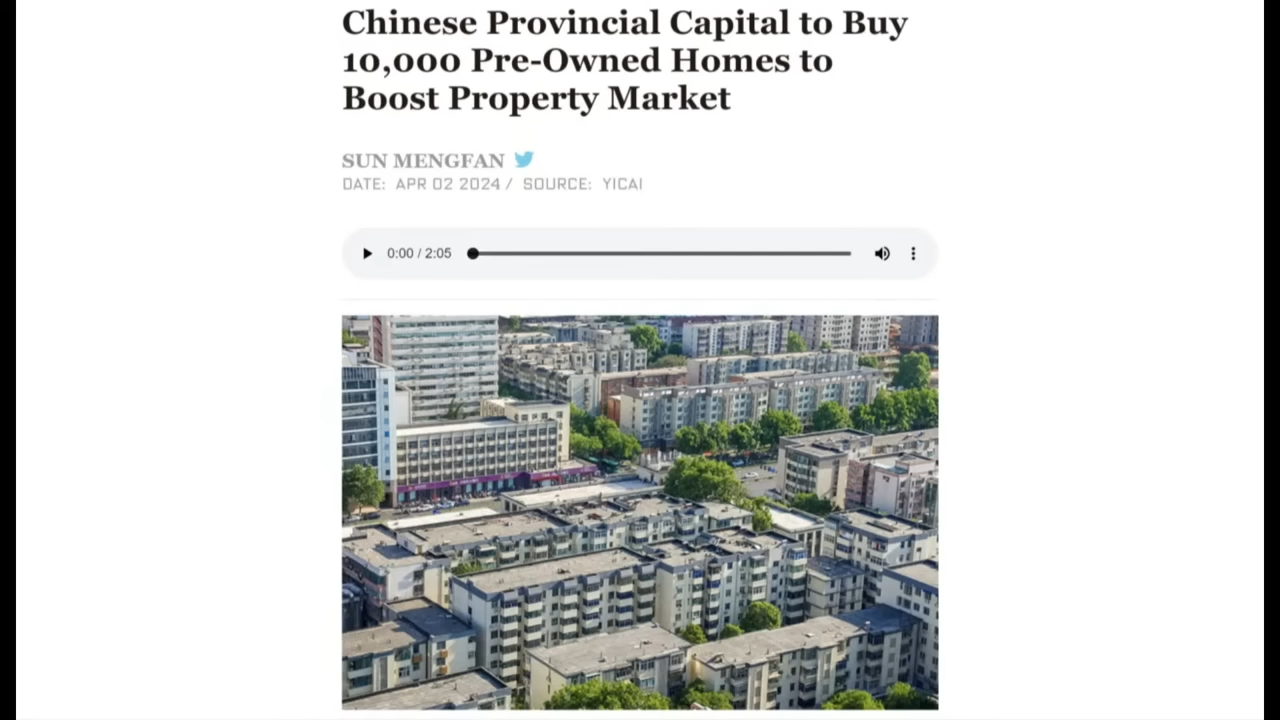 Chinese Provincial Capital to Buy
10,000 Pre-Owned Homes to
Boost Property Market
SUN MENGFAN
DATE: APR 02 2024 / SOURCE: YICAI
0:00 / 2:05